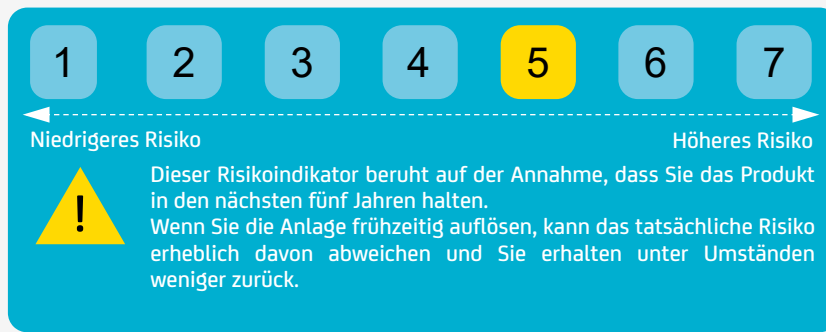 1 2 3 4 5 6 7
Niedrigeres Risiko Höheres Risiko
!
Dieser Risikoindikator beruht auf der Annahme, dass Sie das Produkt
in den nächsten fünf Jahren halten.
Wenn Sie die Anlage frühzeitig auflösen, kann das tatsächliche Risiko
erheblich davon abweichen und Sie erhalten unter Umständen
weniger zurück.